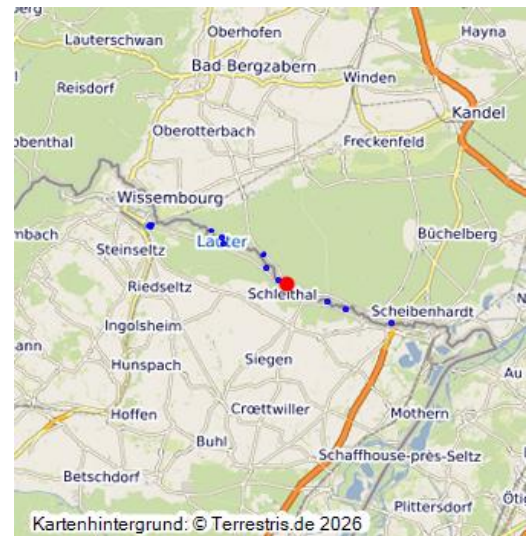 Oberhofen
Hayna
Lauterschwan
Bad Bergzabern
Winden
Reisdorf
Kandel
Oberotterbach
Freckenfeld
obenthal
Wissembourg
mbach
Lauter
Büchelberg
Steinseltz
Riedseltz
Schleithal
Scheibenhardt
Ingolsheim
ann
Hunspach
Siegen
Au
Hoffen
Crœttwiller
Mothern
Buhl
Schaffhouse-près-Seltz
Betschdorf
Plittersdorf
Ötig
Kartenhintergrund: © Terrestris.de 2026